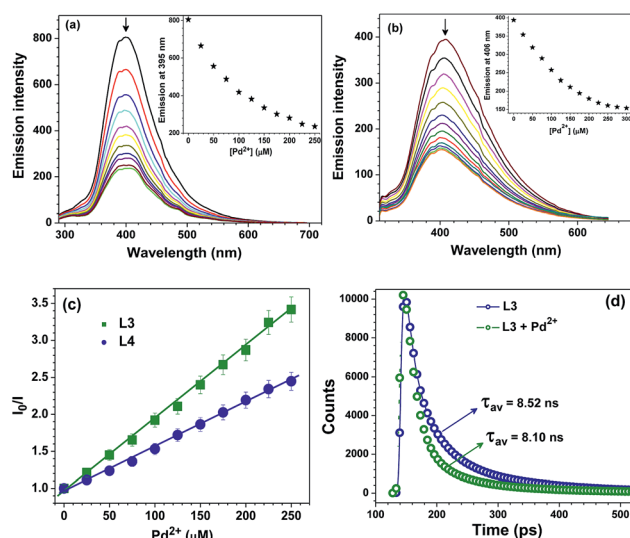 (a)
800
600
400
200
0
300
400
500
600
700
Emission intensity
Wavelength (nm)
Emission at 395 nm
800
600
400
200
0
50
100
150
200
250
[Pd²⁺] (μM)
(b)
400
300
200
100
0
400
500
600
Emission intensity
Wavelength (nm)
Emission at 406 nm
400
350
300
250
200
150
0
50
100
150
200
250
300
[Pd²⁺] (μM)
(c)
L3
L4
3.5
3.0
2.5
2.0
1.5
1.0
0
50
100
150
200
250
I₀/I
Pd²⁺ (μM)
(d)
L3
L3 + Pd²⁺
τav = 8.52 ns
τav = 8.10 ns
10000
8000
6000
4000
2000
0
100
200
300
400
500
Counts
Time (ps)